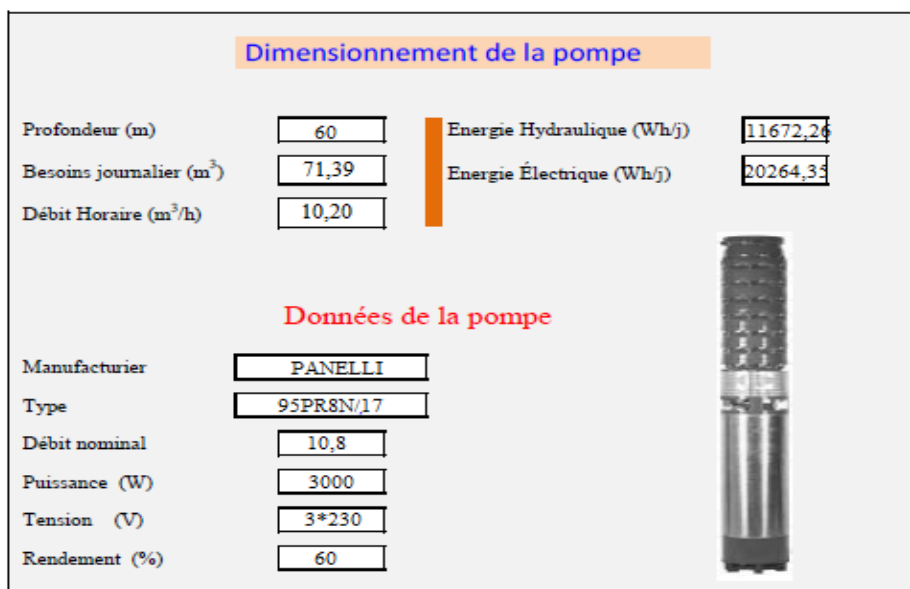 Dimensionnement de la pompe
Profondeur (m) 60 Energie Hydraulique (Wh/j) 11672,26
Besoins journalier (m³) 71,39 Energie Électrique (Wh/j) 20264,35
Débit Horaire (m³/h) 10,20
Données de la pompe
Manufacturier PANELLI
Type 95PR8N/17
Débit nominal 10,8
Puissance (W) 3000
Tension (V) 3*230
Rendement (%) 60